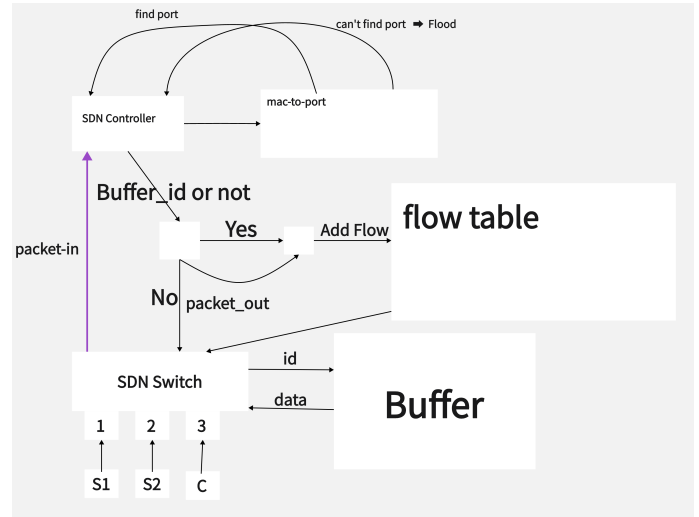 find port
can't find port ➡ Flood
mac-to-port
SDN Controller
Buffer_id or not
flow table
Yes
Add Flow
packet-in
No
packet_out
id
SDN Switch
data
Buffer
1
2
3
S1
S2
C